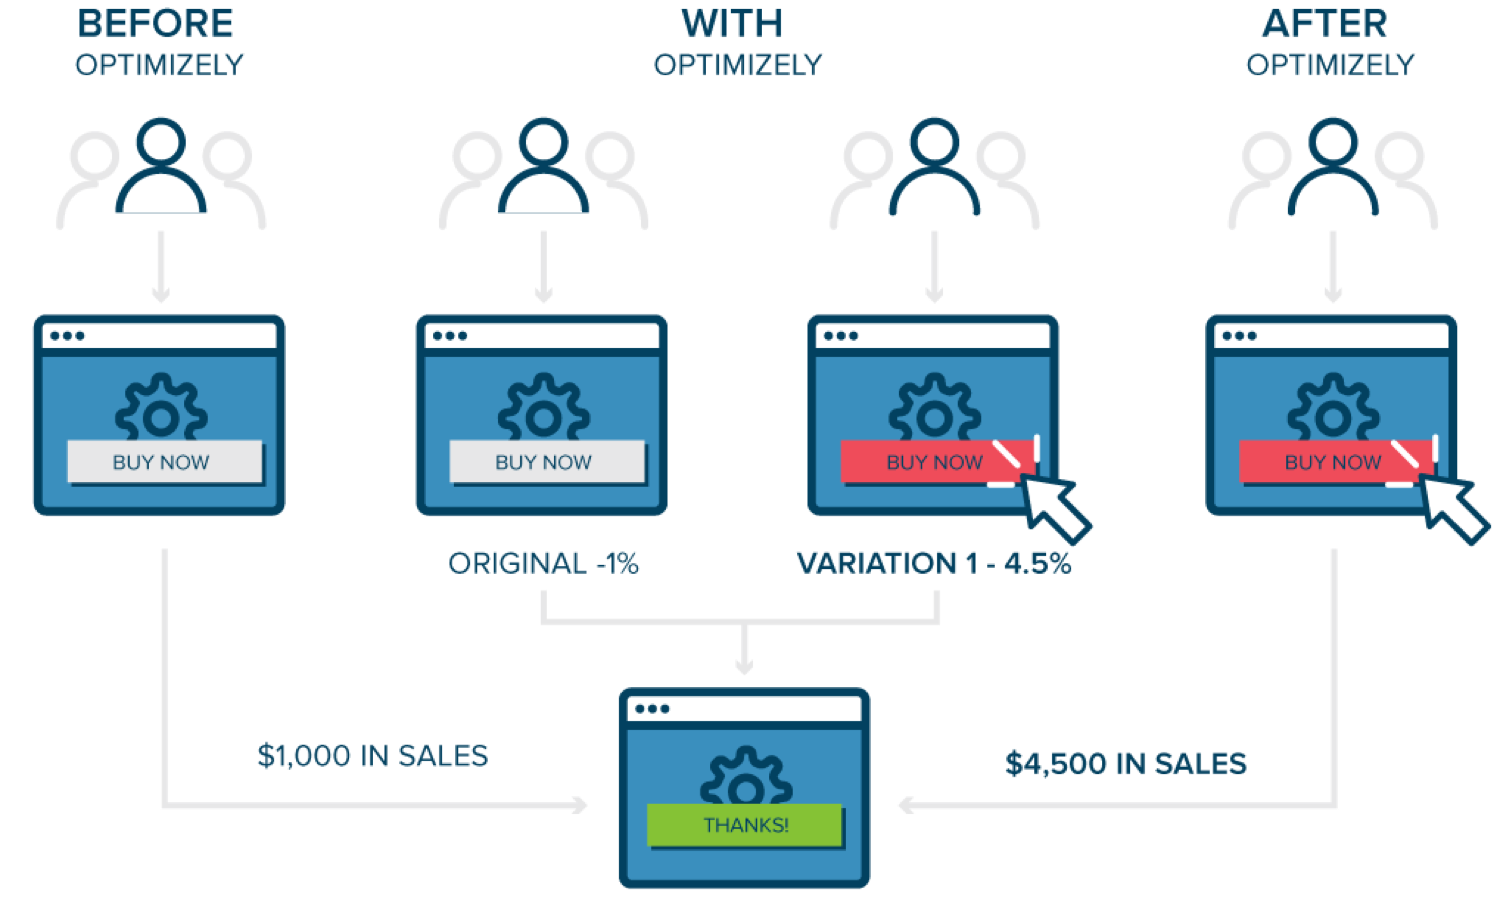 BEFORE
OPTIMIZELY
WITH
OPTIMIZELY
AFTER
OPTIMIZELY
BUY NOW
BUY NOW
BUY NOW
BUY NOW
ORIGINAL -1%
VARIATION 1 - 4.5%
$1,000 IN SALES
$4,500 IN SALES
THANKS!